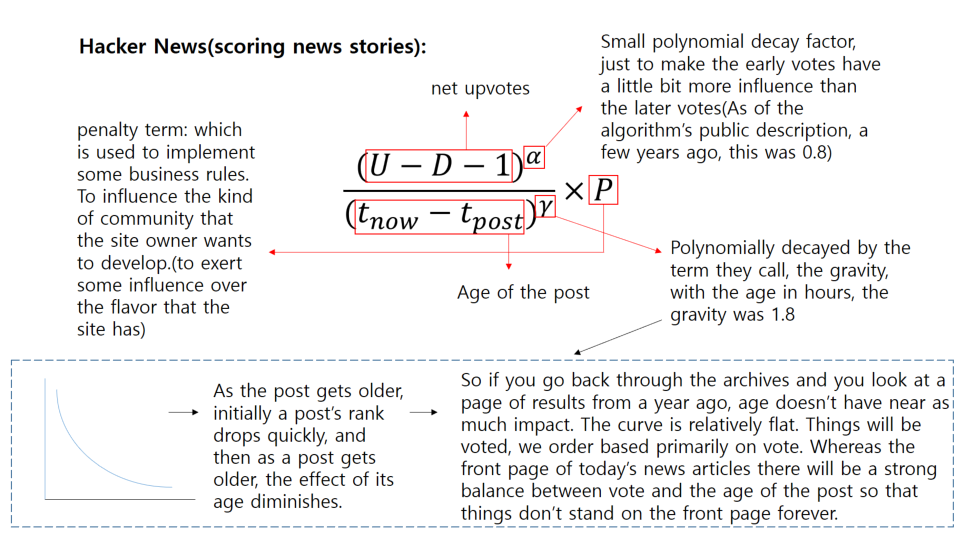 Hacker News(scoring news stories):
Small polynomial decay factor,
just to make the early votes have
a little bit more influence than
the later votes(As of the
algorithm's public description, a
few years ago, this was 0.8)
net upvotes
penalty term: which
is used to implement
some business rules.
To influence the kind
of community that
the site owner wants
to develop.(to exert
some influence over
the flavor that the
site has)
(U − D − 1)^α
(t_now − t_post)^γ
× P
Age of the post
Polynomially decayed by the
term they call, the gravity,
with the age in hours, the
gravity was 1.8
As the post gets older,
initially a post's rank
drops quickly, and
then as a post gets
older, the effect of its
age diminishes.
So if you go back through the archives and you look at a
page of results from a year ago, age doesn't have near as
much impact. The curve is relatively flat. Things will be
voted, we order based primarily on vote. Whereas the
front page of today's news articles there will be a strong
balance between vote and the age of the post so that
things don't stand on the front page forever.